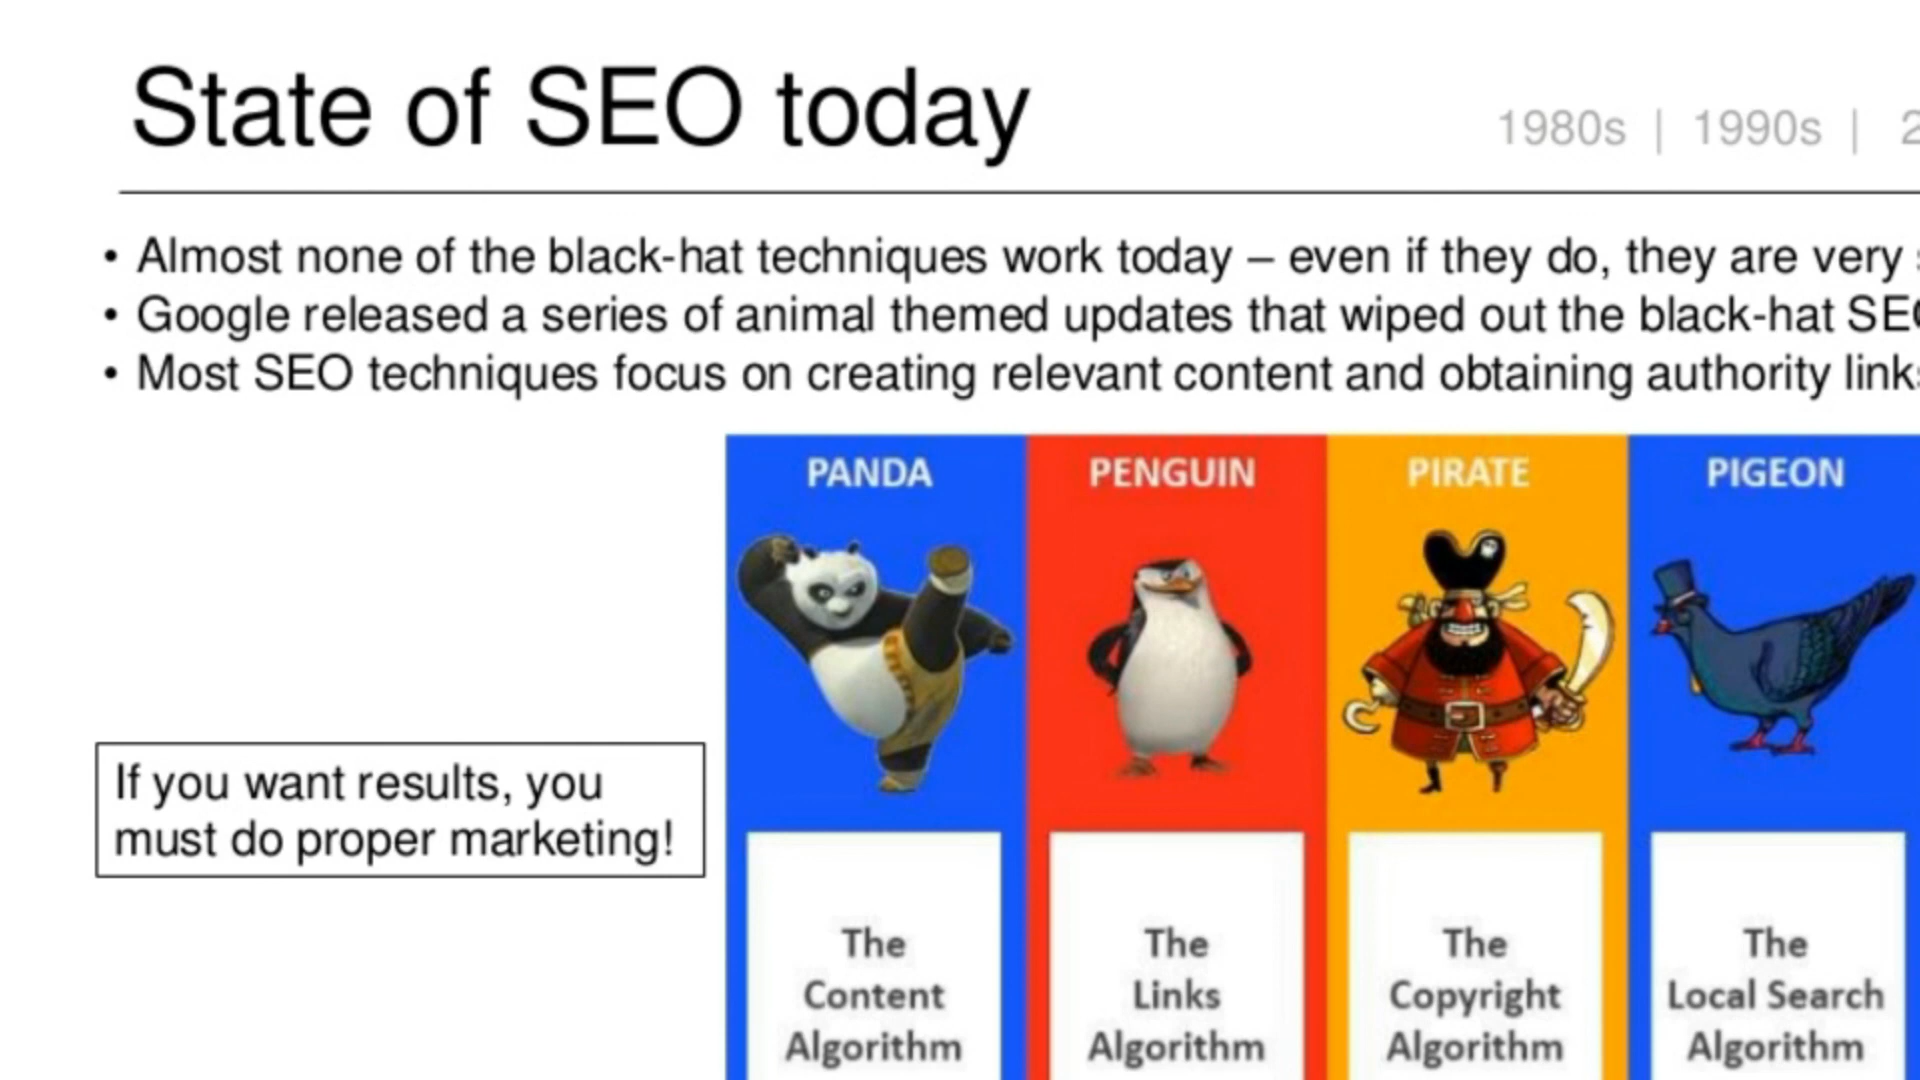 State of SEO today
1980s | 1990s |
• Almost none of the black-hat techniques work today – even if they do, they are very
• Google released a series of animal themed updates that wiped out the black-hat
• Most SEO techniques focus on creating relevant content and obtaining authority
PANDA
PENGUIN
PIRATE
PIGEON
If you want results, you
must do proper marketing!
The
Content
Algorithm
The
Links
Algorithm
The
Copyright
Algorithm
The
Local Search
Algorithm